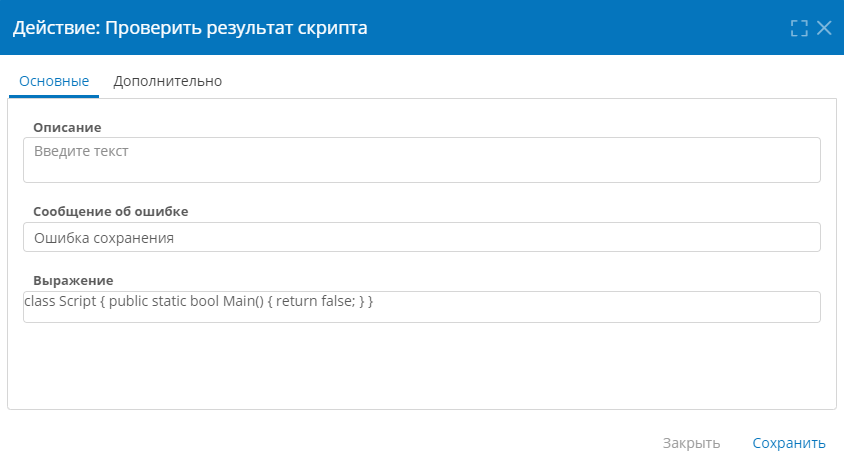 Действие: Проверить результат скрипта
Основные Дополнительно
Описание
Введите текст
Сообщение об ошибке
Ошибка сохранения
Выражение
class Script { public static bool Main() { return false; } }
Закрыть Сохранить